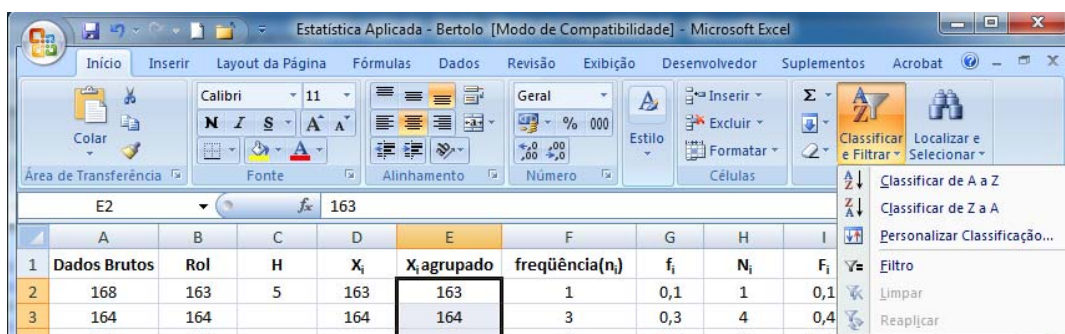 Estatística Aplicada - Bertolo [Modo de Compatibilidade] - Microsoft Excel
Início Inserir Layout da Página Fórmulas Dados Revisão Exibição Desenvolvedor Suplementos Acrobat
Colar
Área de Transferência
Calibri 11
N I S A A
A
Fonte
Alinhamento
Geral
% 000
,0 ,00 ,00 ,0
Número
Estilo
Inserir
Excluir
Formatar
Células
Σ
Classificar e Filtrar
Localizar e Selecionar
Classificar de A a Z
Classificar de Z a A
Personalizar Classificação...
Filtro
Limpar
Reaplicar
E2 fx 163
A B C D E F G H I
1 Dados Brutos Rol H Xi Xi agrupado freqüência(ni) fi Ni Fi
2 168 163 5 163 163 1 0,1 1 0,1
3 164 164 164 164 3 0,3 4 0,4